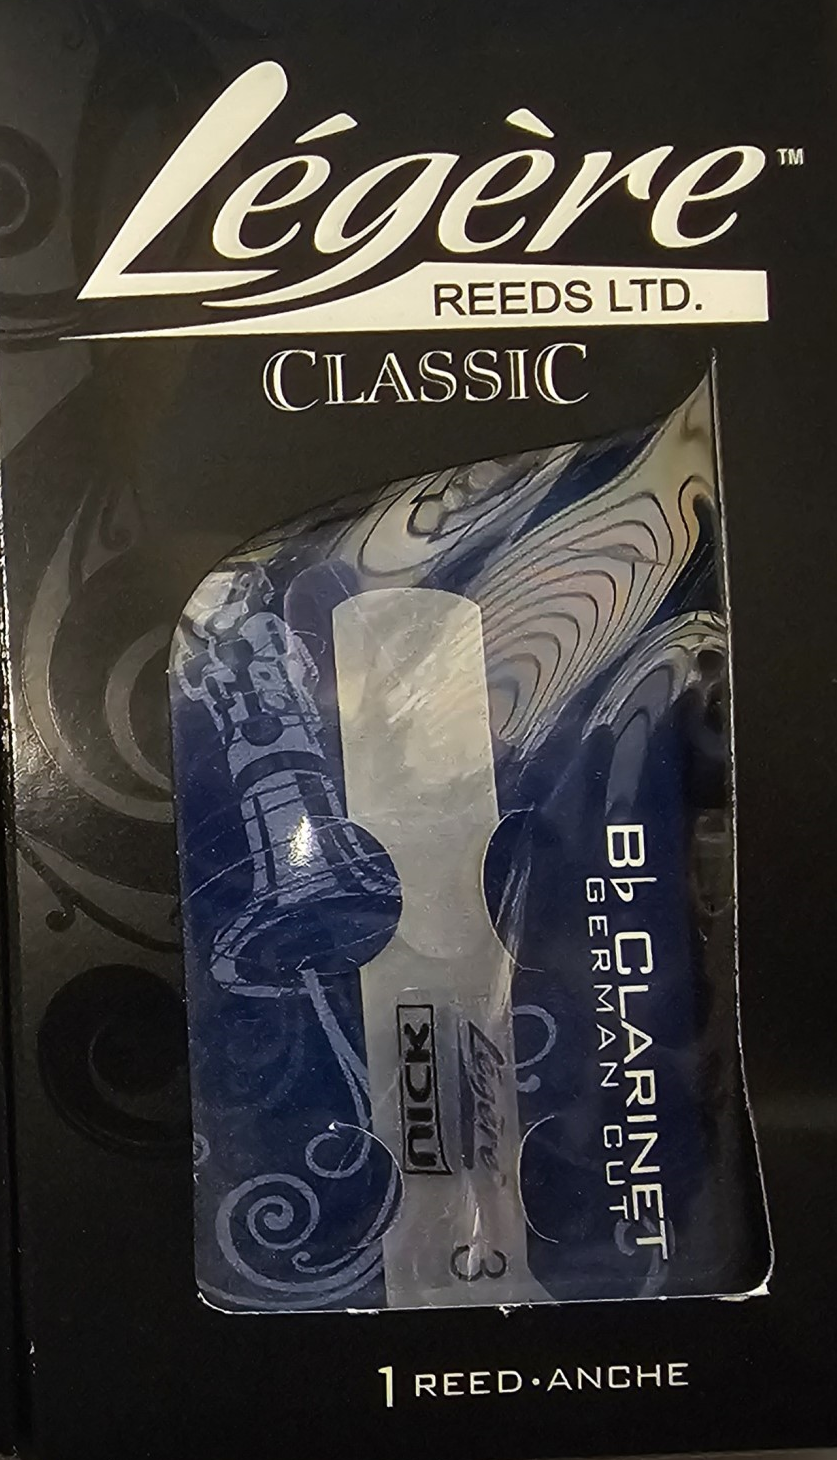 Légère™
REEDS LTD.
CLASSIC
B♭ CLARINET
GERMAN CUT
Légère
NICK
3
1 REED·ANCHE